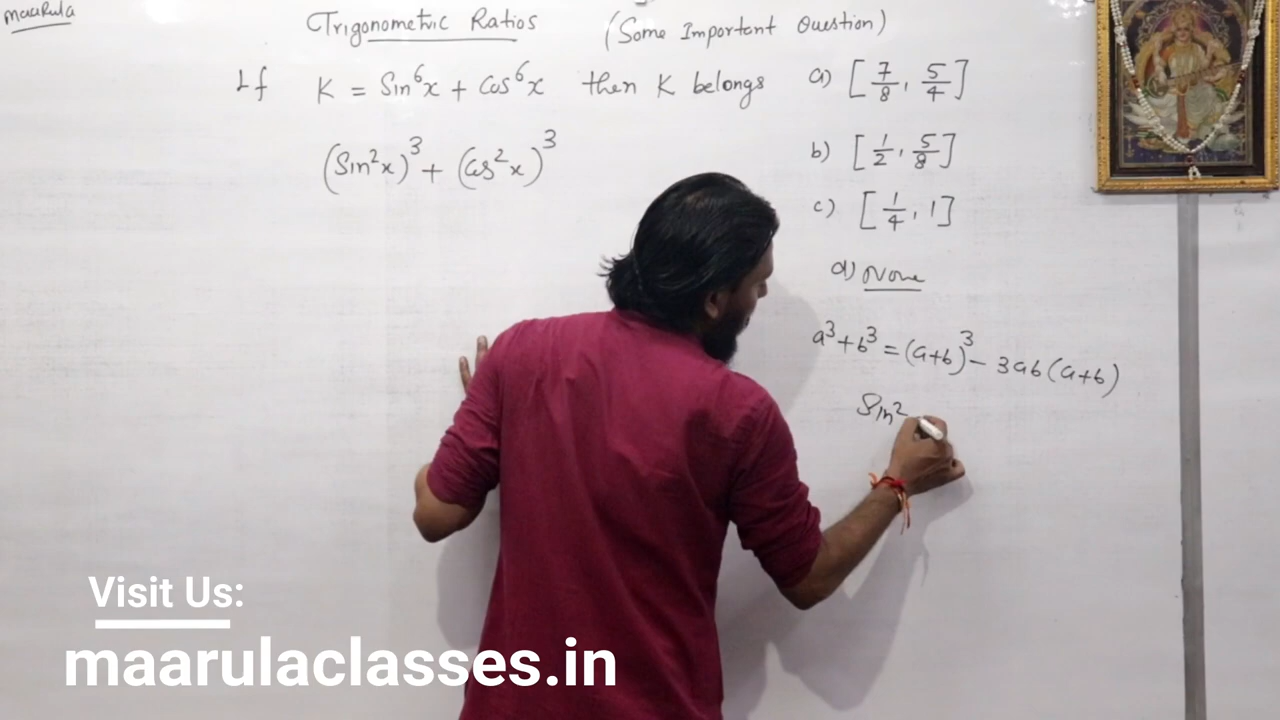 maarula
Trigonometric Ratios (Some Important Question)
If K = Sin⁶x + Cos⁶x then K belongs
a) [7/8, 5/4]
(Sin²x)³ + (Cos²x)³
b) [1/2, 5/8]
c) [1/4, 1]
d) None
a³+b³ = (a+b)³ - 3ab(a+b)
Sin²
Visit Us:
maarulaclasses.in